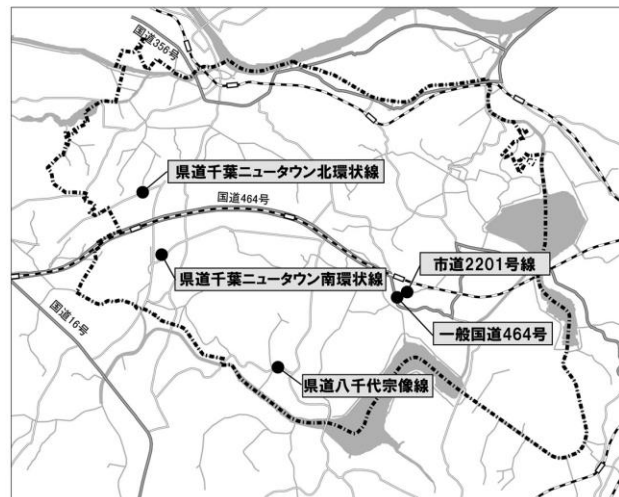 国道356号
県道千葉ニュータウン北環状線
国道464号
県道千葉ニュータウン南環状線
市道2201号線
一般国道464号
国道16号
県道八千代宗像線